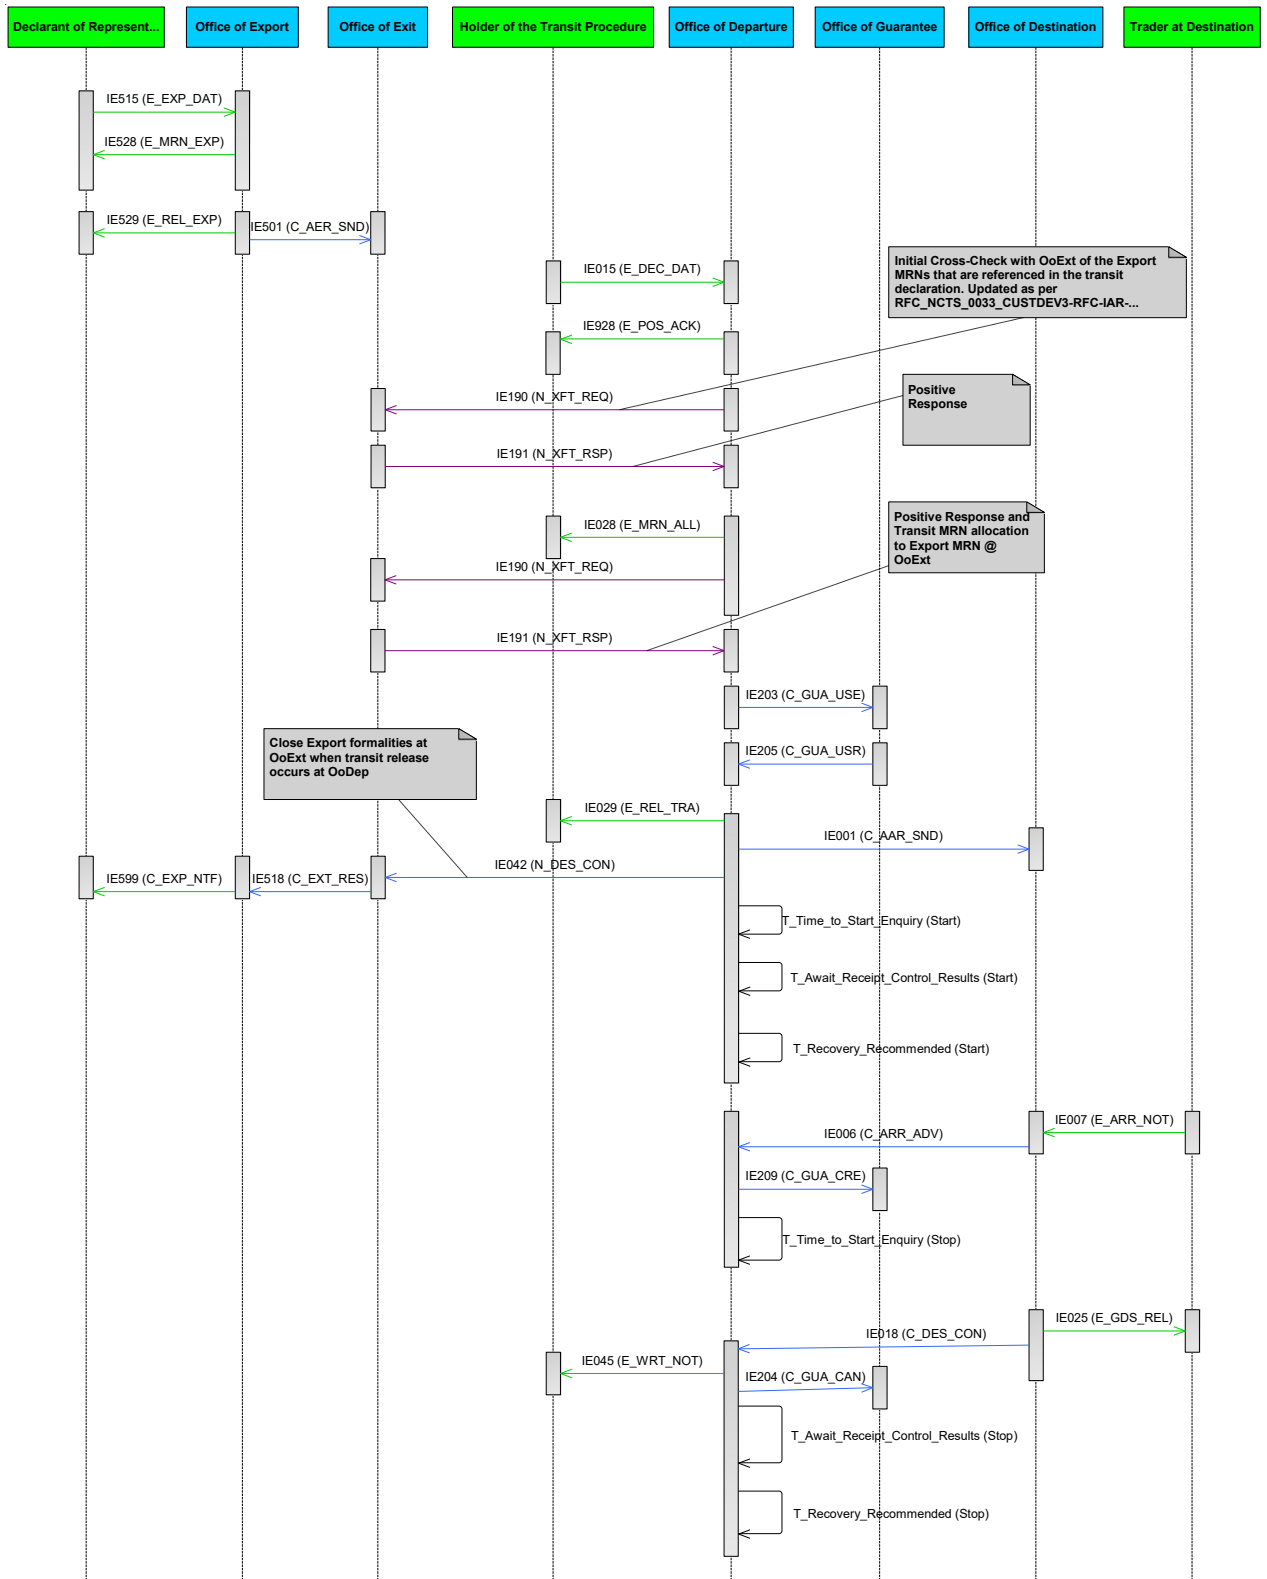 Declarant of Represent...
Office of Export
Office of Exit
Holder of the Transit Procedure
Office of Departure
Office of Guarantee
Office of Destination
Trader at Destination
IE515 (E_EXP_DAT)
IE528 (E_MRN_EXP)
IE529 (E_REL_EXP)
IE501 (C_AER_SND)
IE015 (E_DEC_DAT)
Initial Cross-Check with OoExt of the Export
MRNs that are referenced in the transit
declaration. Updated as per
RFC_NCTS_0033_CUSTDEV3-RFC-IAR-...
IE928 (E_POS_ACK)
IE190 (N_XFT_REQ)
Positive
Response
IE191 (N_XFT_RSP)
IE028 (E_MRN_ALL)
Positive Response and
Transit MRN allocation
to Export MRN @
OoExt
IE190 (N_XFT_REQ)
IE191 (N_XFT_RSP)
IE203 (C_GUA_USE)
IE205 (C_GUA_USR)
Close Export formalities at
OoExt when transit release
occurs at OoDep
IE029 (E_REL_TRA)
IE001 (C_AAR_SND)
IE042 (N_DES_CON)
IE599 (C_EXP_NTF)
IE518 (C_EXT_RES)
T_Time_to_Start_Enquiry (Start)
T_Await_Receipt_Control_Results (Start)
T_Recovery_Recommended (Start)
IE007 (E_ARR_NOT)
IE006 (C_ARR_ADV)
IE209 (C_GUA_CRE)
T_Time_to_Start_Enquiry (Stop)
IE025 (E_GDS_REL)
IE018 (C_DES_CON)
IE045 (E_WRT_NOT)
IE204 (C_GUA_CAN)
T_Await_Receipt_Control_Results (Stop)
T_Recovery_Recommended (Stop)